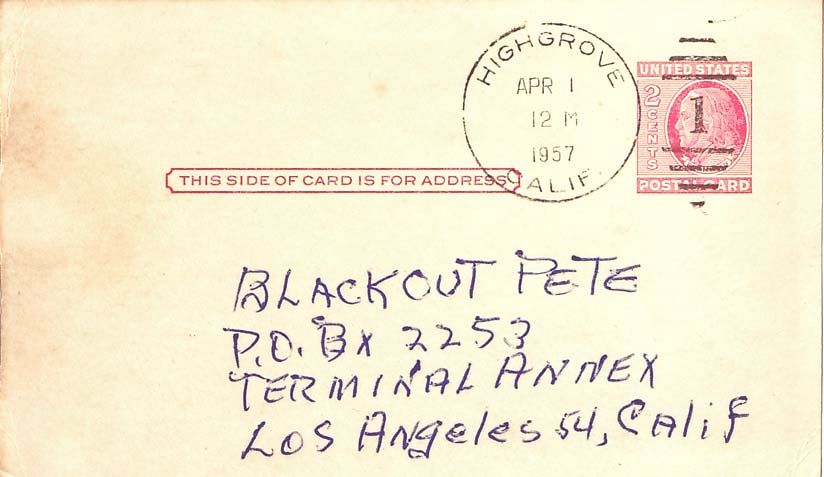 HIGHGROVE
APR 1
12 M
1957
CALIF.
UNITED STATES
2 CENTS
1
POSTAL CARD
THIS SIDE OF CARD IS FOR ADDRESS
BLACKOUT PETE
P.O. Bx 2253
TERMINAL ANNEX
LOS Angeles 54, Calif